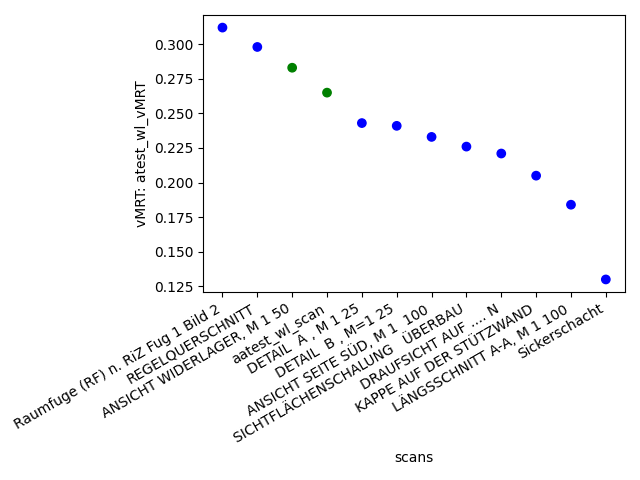 0.300
0.275
0.250
0.225
0.200
0.175
0.150
0.125
vMRT: atest_wl_vMRT
Raumfuge (RF) n. RiZ Fug 1 Bild 2
REGELQUERSCHNITT
ANSICHT WIDERLAGER, M 1 50
aatest_wl_scan
DETAIL A , M 1 25
DETAIL B , M=1 25
ANSICHT SEITE SÜD, M 1 100
SICHTFLÄCHENSCHALUNG ÜBERBAU
DRAUFSICHT AUF .... N
KAPPE AUF DER STÜTZWAND
LÄNGSSCHNITT A-A, M 1 100
Sickerschacht
scans